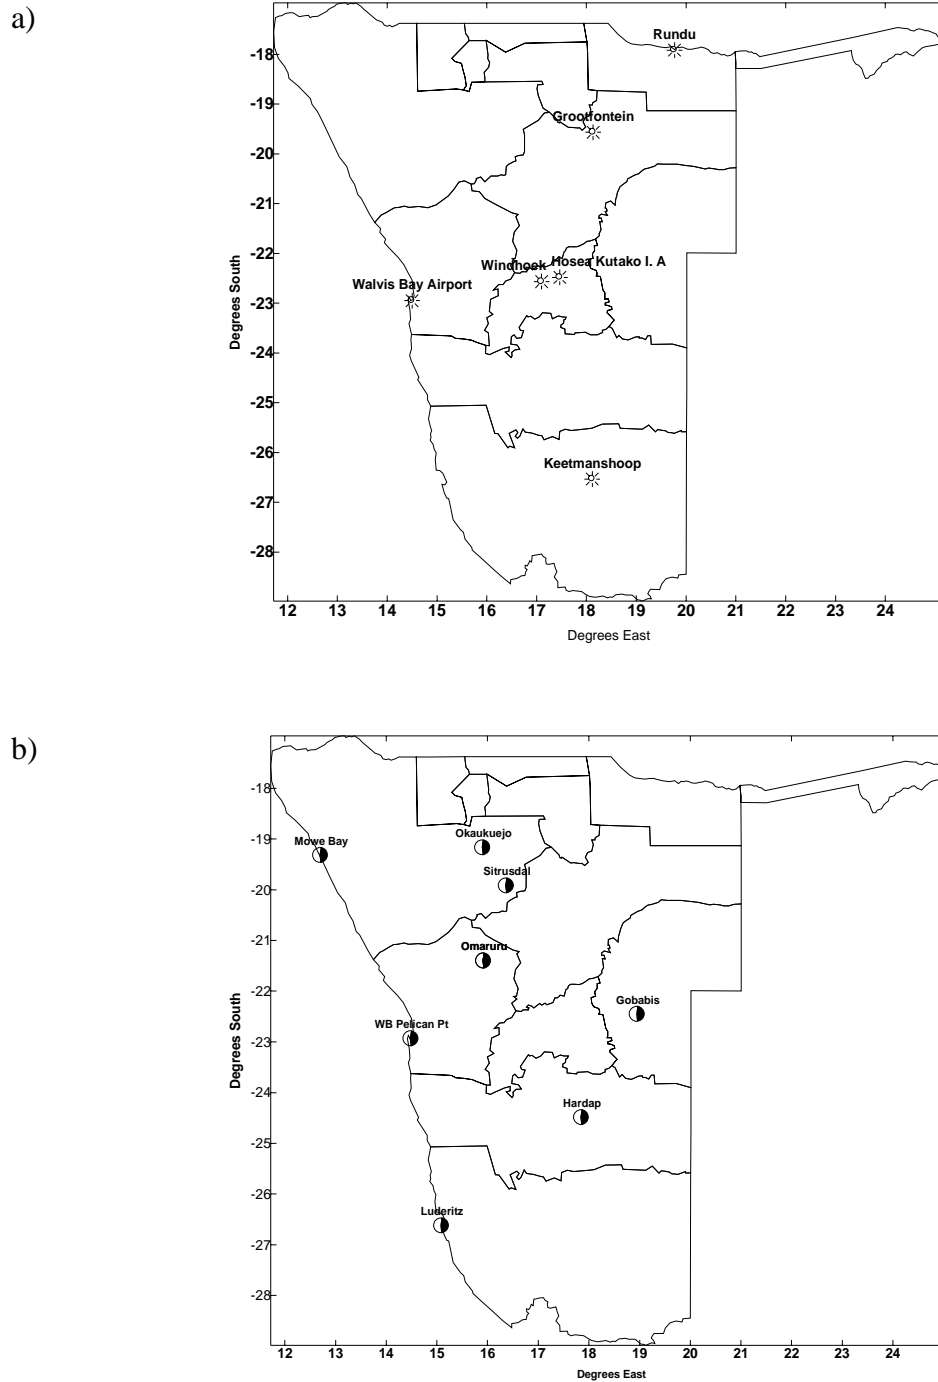 a)
Rundu
-18
-19
Grootfontein
-20
-21
-22
Windhoek Hosea Kutako I. A
Walvis Bay Airport
-23
Degrees South
-24
-25
-26
Keetmanshoop
-27
-28
12 13 14 15 16 17 18 19 20 21 22 23 24
Degrees East
b)
-18
-19
Mowe Bay
Okaukuejo
Sitrusdal
-20
-21
Omaruru
-22
Gobabis
WB Pelican Pt
-23
Degrees South
-24
Hardap
-25
-26
Luderitz
-27
-28
12 13 14 15 16 17 18 19 20 21 22 23 24
Degrees East